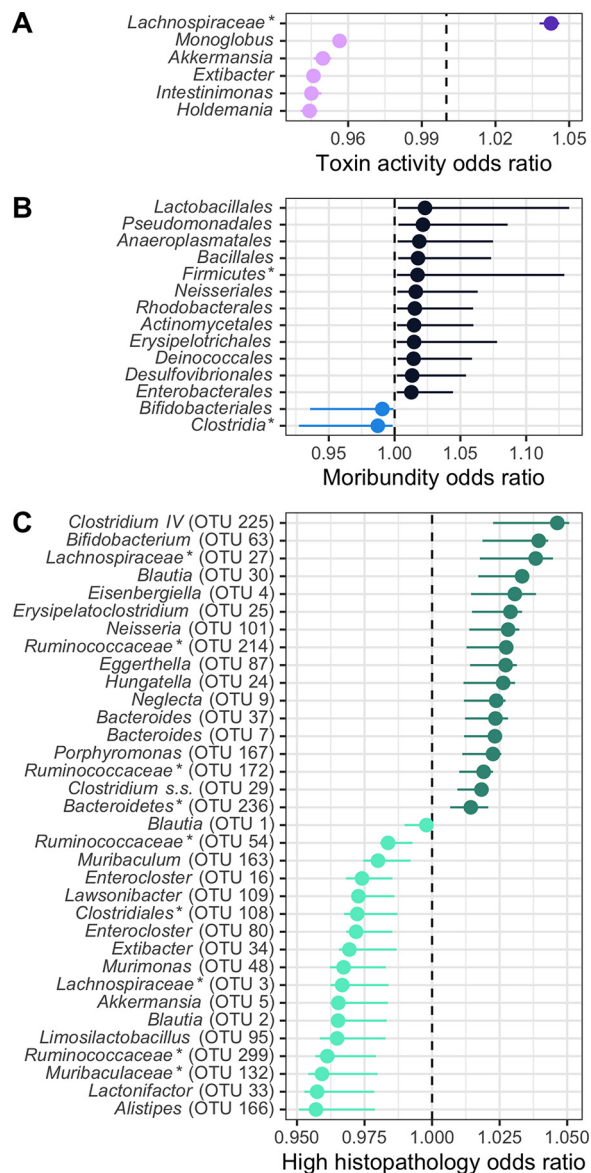 A
Lachnospiraceae*
Monoglobus
Akkermansia
Extibacter
Intestinimonas
Holdemania
0.96 0.99 1.02 1.05
Toxin activity odds ratio
B
Lactobacillales
Pseudomonadales
Anaeroplasmatales
Bacillales
Firmicutes*
Neisseriales
Rhodobacterales
Actinomycetales
Erysipelotrichales
Deinococcales
Desulfovibrionales
Enterobacterales
Bifidobacteriales
Clostridia*
0.95 1.00 1.05 1.10
Moribundity odds ratio
C
Clostridium IV (OTU 225)
Bifidobacterium (OTU 63)
Lachnospiraceae* (OTU 27)
Blautia (OTU 30)
Eisenbergiella (OTU 4)
Erysipelatoclostridium (OTU 25)
Neisseria (OTU 101)
Ruminococcaceae* (OTU 214)
Eggerthella (OTU 87)
Hungatella (OTU 24)
Neglecta (OTU 9)
Bacteroides (OTU 37)
Bacteroides (OTU 7)
Porphyromonas (OTU 167)
Ruminococcaceae* (OTU 172)
Clostridium s.s. (OTU 29)
Bacteroidetes* (OTU 236)
Blautia (OTU 1)
Ruminococcaceae* (OTU 54)
Muribaculum (OTU 163)
Enterocloster (OTU 16)
Lawsonibacter (OTU 109)
Clostridiales* (OTU 108)
Enterocloster (OTU 80)
Extibacter (OTU 34)
Murimonas (OTU 48)
Lachnospiraceae* (OTU 3)
Akkermansia (OTU 5)
Blautia (OTU 2)
Limosilactobacillus (OTU 95)
Ruminococcaceae* (OTU 299)
Muribaculaceae* (OTU 132)
Lactonifactor (OTU 33)
Alistipes (OTU 166)
0.950 0.975 1.000 1.025 1.050
High histopathology odds ratio